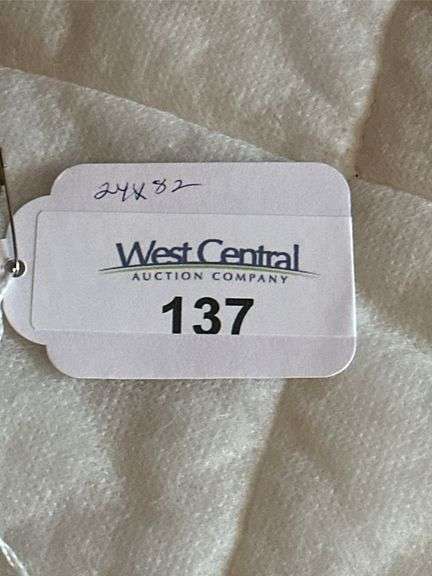 24x82
West Central
AUCTION COMPANY
137